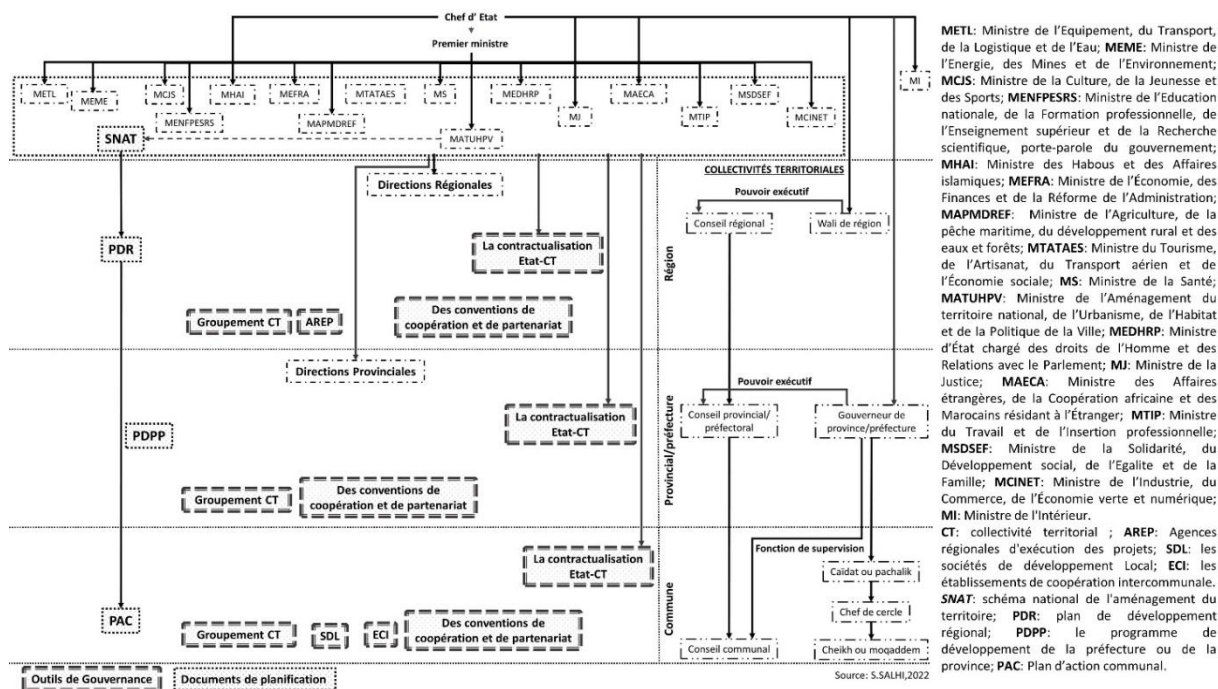 Chef d’ Etat
Premier ministre
METL
MEME
MCJS
MENFPESRS
MHAI
MEFRA
MAPMDREF
MTATAES
MS
MATUHPV
MEDHRP
MJ
MAECA
MTIP
MSDSEF
MCINET
MI
SNAT
Directions Régionales
COLLECTIVITÉS TERRITORIALES
Pouvoir exécutif
Conseil régional
Wali de région
PDR
La contractualisation
Etat-CT
Région
Groupement CT
AREP
Des conventions de
coopération et de partenariat
Directions Provinciales
Pouvoir exécutif
La contractualisation
Etat-CT
Conseil provincial/
préfectoral
Gouverneur de
province/préfecture
PDPP
Provincial/préfecture
Groupement CT
Des conventions de
coopération et de partenariat
Fonction de supervision
La contractualisation
Etat-CT
Caïdat ou pachalik
Commune
Chef de cercle
PAC
Groupement CT
SDL
ECI
Des conventions de
coopération et de partenariat
Conseil communal
Cheikh ou moqaddem
Source: S.SALHI,2022
Outils de Gouvernance
Documents de planification
METL: Ministre de l’Equipement, du Transport,
de la Logistique et de l’Eau; MEME: Ministre de
l’Energie, des Mines et de l’Environnement;
MCJS: Ministre de la Culture, de la Jeunesse et
des Sports; MENFPESRS: Ministre de l’Education
nationale, de la Formation professionnelle, de
l’Enseignement supérieur et de la Recherche
scientifique, porte-parole du gouvernement;
MHAI: Ministre des Habous et des Affaires
islamiques; MEFRA: Ministre de l’Économie, des
Finances et de la Réforme de l’Administration;
MAPMDREF: Ministre de l’Agriculture, de la
pêche maritime, du développement rural et des
eaux et forêts; MTATAES: Ministre du Tourisme,
de l’Artisanat, du Transport aérien et de
l’Économie sociale; MS: Ministre de la Santé;
MATUHPV: Ministre de l’Aménagement du
territoire national, de l’Urbanisme, de l’Habitat
et de la Politique de la Ville; MEDHRP: Ministre
d’État chargé des droits de l’Homme et des
Relations avec le Parlement; MJ: Ministre de la
Justice; MAECA: Ministre des Affaires
étrangères, de la Coopération africaine et des
Marocains résidant à l’Étranger; MTIP: Ministre
du Travail et de l’Insertion professionnelle;
MSDSEF: Ministre de la Solidarité, du
Développement social, de l’Egalite et de la
Famille; MCINET: Ministre de l’Industrie, du
Commerce, de l’Économie verte et numérique;
MI: Ministre de l'Intérieur.
CT: collectivité territorial ; AREP: Agences
régionales d'exécution des projets; SDL: les
sociétés de développement Local; ECI: les
établissements de coopération intercommunale.
SNAT: schéma national de l'aménagement du
territoire; PDR: plan de développement
régional; PDPP: le programme de
développement de la préfecture ou de la
province; PAC: Plan d’action communal.